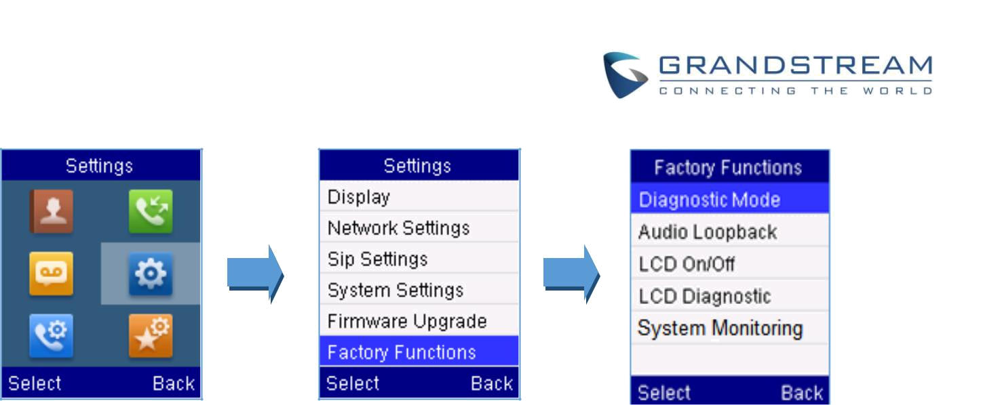 GRANDSTREAM
CONNECTING THE WORLD
Settings
Select Back
Settings
Display
Network Settings
Sip Settings
System Settings
Firmware Upgrade
Factory Functions
Select Back
Factory Functions
Diagnostic Mode
Audio Loopback
LCD On/Off
LCD Diagnostic
System Monitoring
Select Back